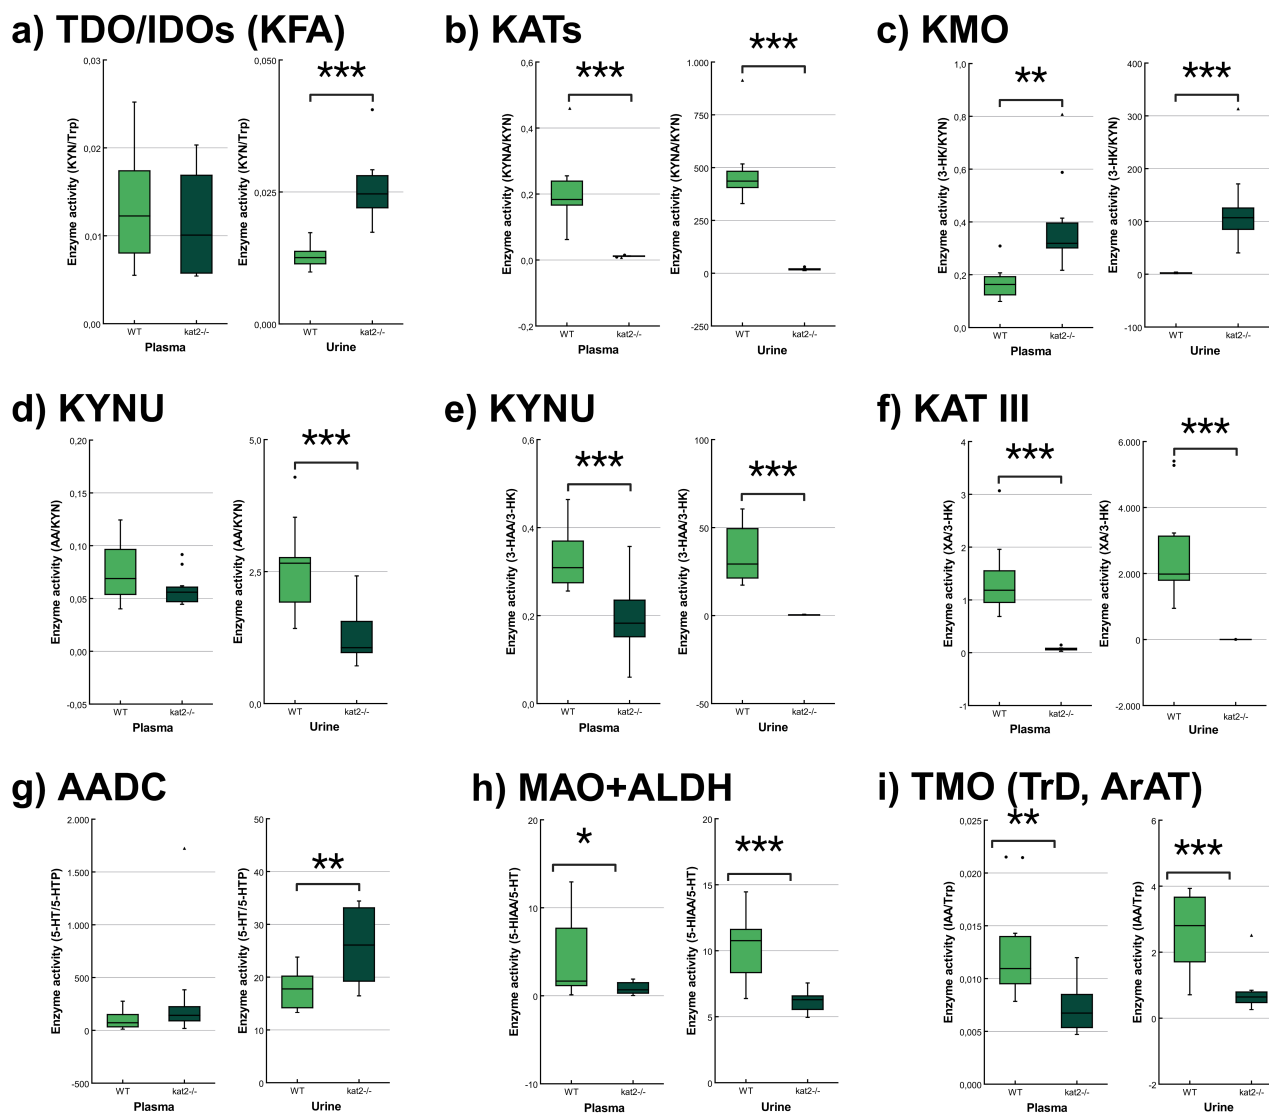 a) TDO/IDOs (KFA)
Enzyme activity (KYN/Trp)
0,03
0,02
0,01
0,00
WT
kat2-/-
Plasma
Enzyme activity (KYN/Trp)
0,050
0,025
0,000
***
WT
kat2-/-
Urine
b) KATs
Enzyme activity (KYNA/KYN)
0,6
0,4
0,2
0,0
-0,2
***
WT
kat2-/-
Plasma
Enzyme activity (KYNA/KYN)
1.000
750
500
250
0
-250
***
WT
kat2-/-
Urine
c) KMO
Enzyme activity (3-HK/KYN)
1,0
0,8
0,6
0,4
0,2
0,0
**
WT
kat2-/-
Plasma
Enzyme activity (3-HK/KYN)
400
300
200
100
0
-100
***
WT
kat2-/-
Urine
d) KYNU
Enzyme activity (AA/KYN)
0,20
0,15
0,10
0,05
0,00
-0,05
WT
kat2-/-
Plasma
Enzyme activity (AA/KYN)
5,0
2,5
0,0
***
WT
kat2-/-
Urine
e) KYNU
Enzyme activity (3-HAA/3-HK)
0,6
0,4
0,2
0,0
***
WT
kat2-/-
Plasma
Enzyme activity (3-HAA/3-HK)
100
50
0
-50
***
WT
kat2-/-
Urine
f) KAT III
Enzyme activity (XA/3-HK)
4
3
2
1
0
-1
***
WT
kat2-/-
Plasma
Enzyme activity (XA/3-HK)
6.000
4.000
2.000
0
-2.000
***
WT
kat2-/-
Urine
g) AADC
Enzyme activity (5-HT/5-HTP)
2.000
1.500
1.000
500
0
-500
WT
kat2-/-
Plasma
Enzyme activity (5-HT/5-HTP)
50
40
30
20
10
0
**
WT
kat2-/-
Urine
h) MAO+ALDH
Enzyme activity (5-HIAA/5-HT)
20
10
0
-10
*
WT
kat2-/-
Plasma
Enzyme activity (5-HIAA/5-HT)
20
15
10
5
0
***
WT
kat2-/-
Urine
i) TMO (TrD, ArAT)
Enzyme activity (IAA/Trp)
0,025
0,020
0,015
0,010
0,005
0,000
**
WT
kat2-/-
Plasma
Enzyme activity (IAA/Trp)
6
4
2
0
-2
***
WT
kat2-/-
Urine